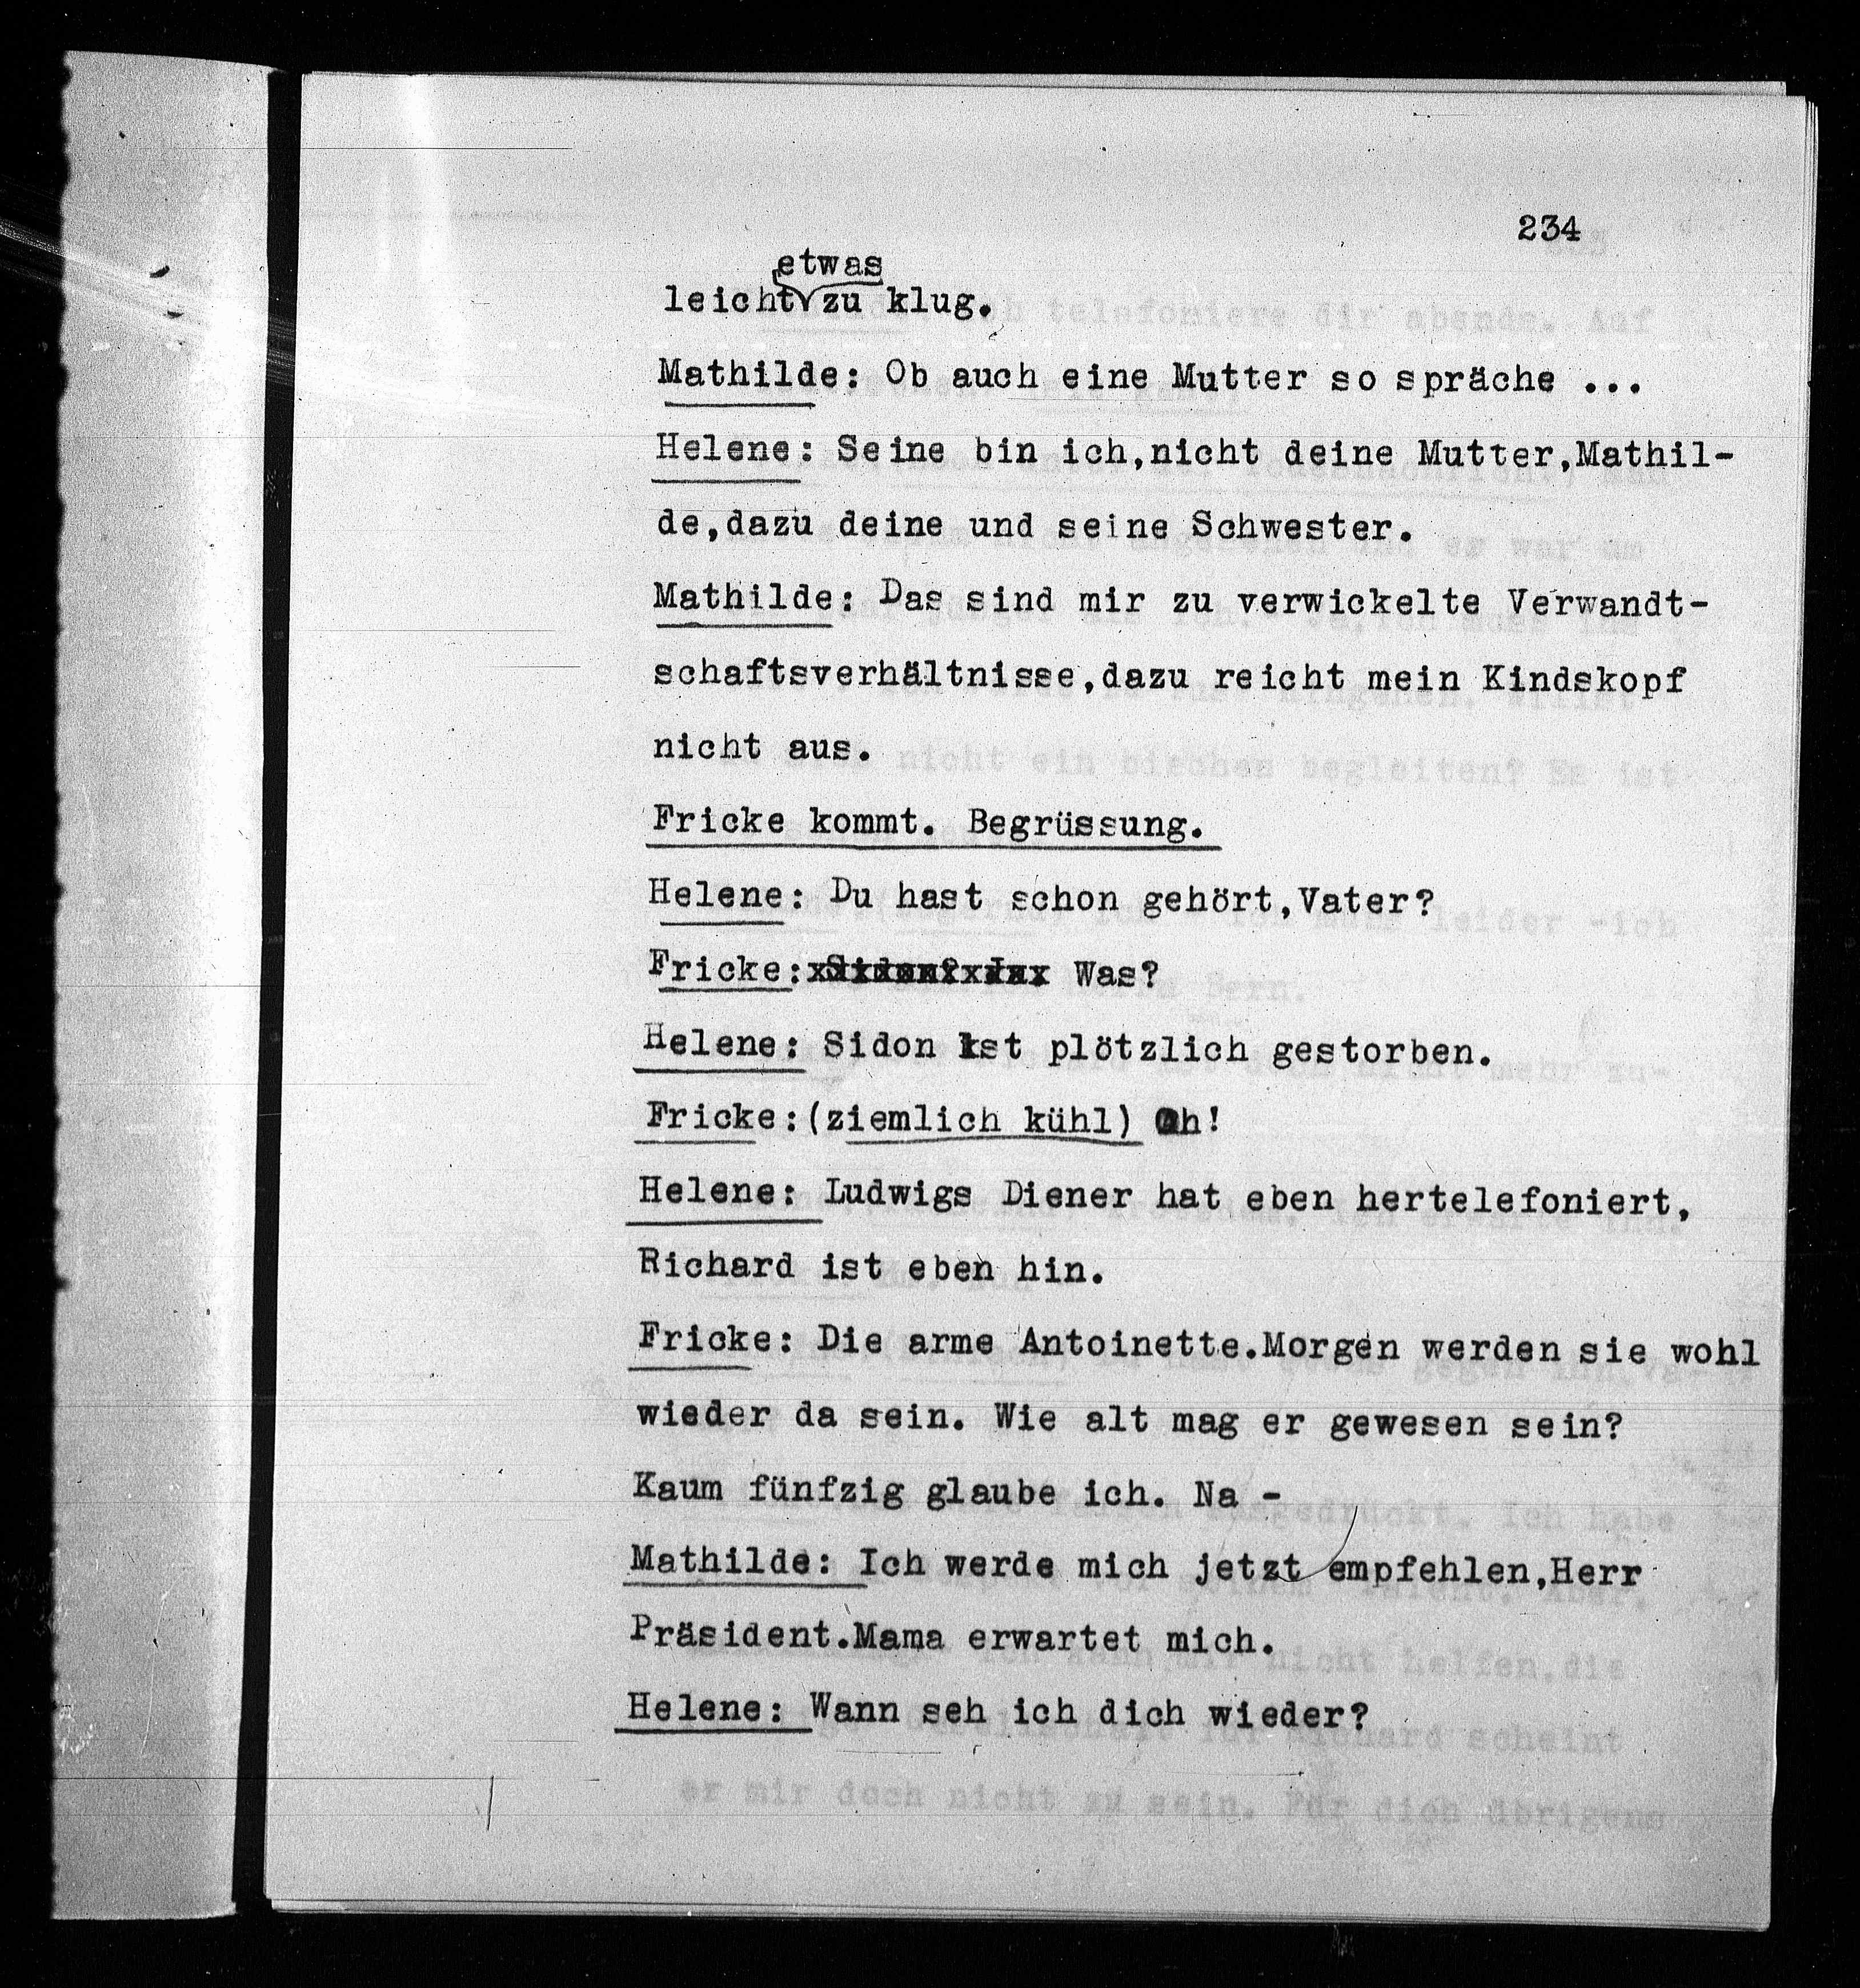 234
etwas
leicht zu klug.
Mathilde: Ob auch eine Mutter so spräche ...
Helene: Seine bin ich,nicht deine Mutter,Mathil-
de,dazu deine und seine Schwester.
Mathilde: Das sind mir zu verwickelte Verwandt-
schaftsverhältnisse,dazu reicht mein Kindskopf
nicht aus.
Fricke kommt. Begrüssung.
Helene: Du hast schon gehört,Vater?
Fricke: Was?
Helene: Sidon ist plötzlich gestorben.
Fricke:(ziemlich kühl) Oh!
Helene: Ludwigs Diener hat eben hertelefoniert,
Richard ist eben hin.
Fricke: Die arme Antoinette.Morgen werden sie wohl
wieder da sein. Wie alt mag er gewesen sein?
Kaum fünfzig glaube ich. Na -
Mathilde: Ich werde mich jetzt empfehlen,Herr
Präsident.Mama erwartet mich.
Helene: Wann seh ich dich wieder?